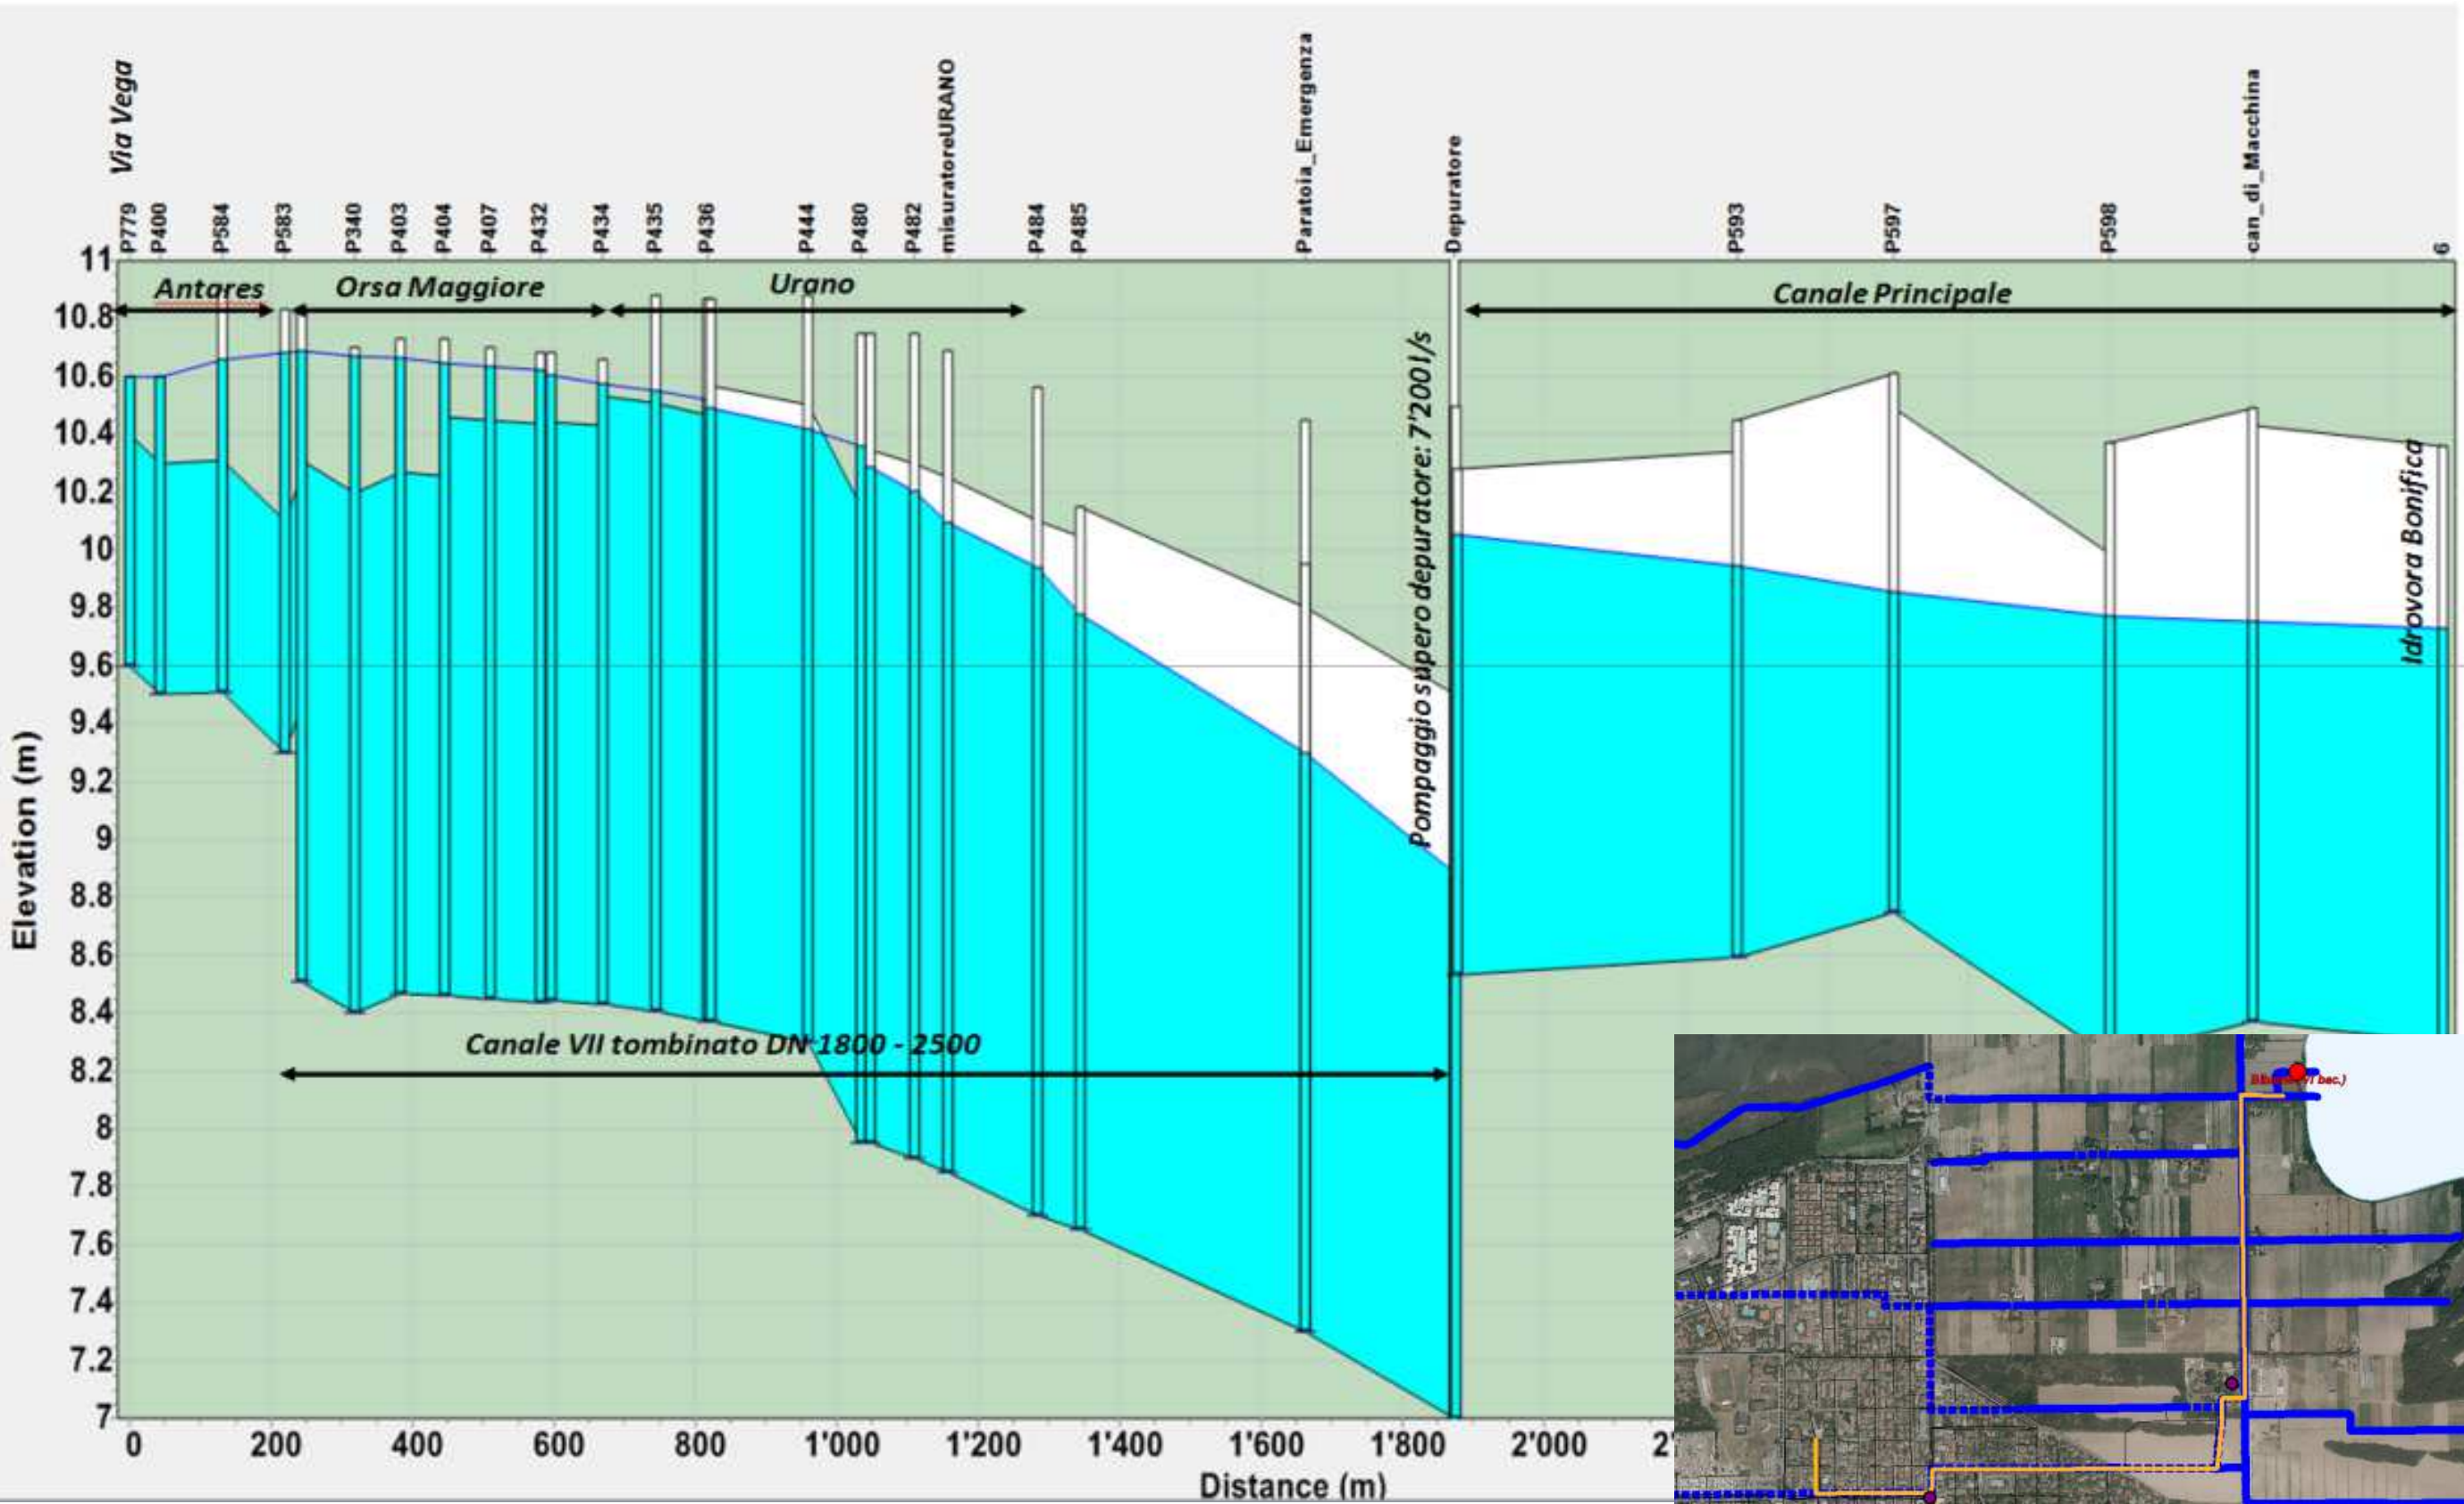 Via Vega
P779
P400
P584
P583
P340
P403
P404
P407
P432
P434
P435
P436
P444
P480
P482
misuratoreURANO
P484
P485
Paratoia_Emergenza
Depuratore
P593
P597
P598
can_di_Macchina
6
Antares
Orsa Maggiore
Urano
Canale Principale
11
10.8
10.6
10.4
10.2
10
9.8
9.6
9.4
9.2
9
8.8
8.6
8.4
8.2
8
7.8
7.6
7.4
7.2
7
Elevation (m)
Pompaggio supero depuratore: 7'200 l/s
Idrovora Bonifica
Canale VII tombinato DN 1800 - 2500
0
200
400
600
800
1'000
1'200
1'400
1'600
1'800
2'000
Distance (m)